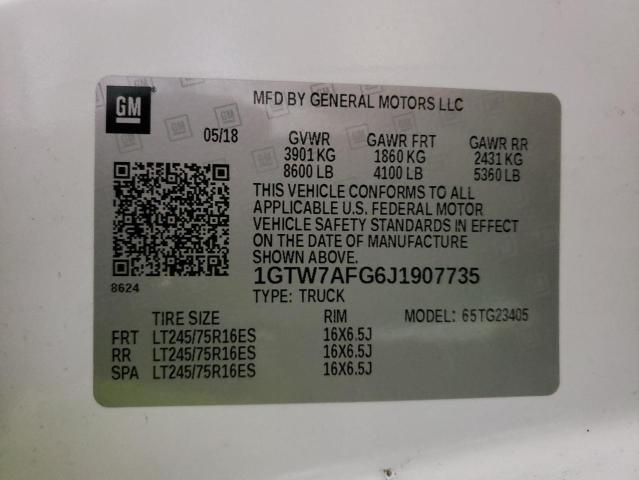 GM
MFD BY GENERAL MOTORS LLC
05/18 GVWR GAWR FRT GAWR RR
3901 KG 1860 KG 2431 KG
8600 LB 4100 LB 5360 LB
THIS VEHICLE CONFORMS TO ALL
APPLICABLE U.S. FEDERAL MOTOR
VEHICLE SAFETY STANDARDS IN EFFECT
ON THE DATE OF MANUFACTURE
SHOWN ABOVE.
8624
1GTW7AFG6J1907735
TYPE: TRUCK
TIRE SIZE RIM MODEL: 65TG23405
FRT LT245/75R16ES 16X6.5J
RR LT245/75R16ES 16X6.5J
SPA LT245/75R16ES 16X6.5J